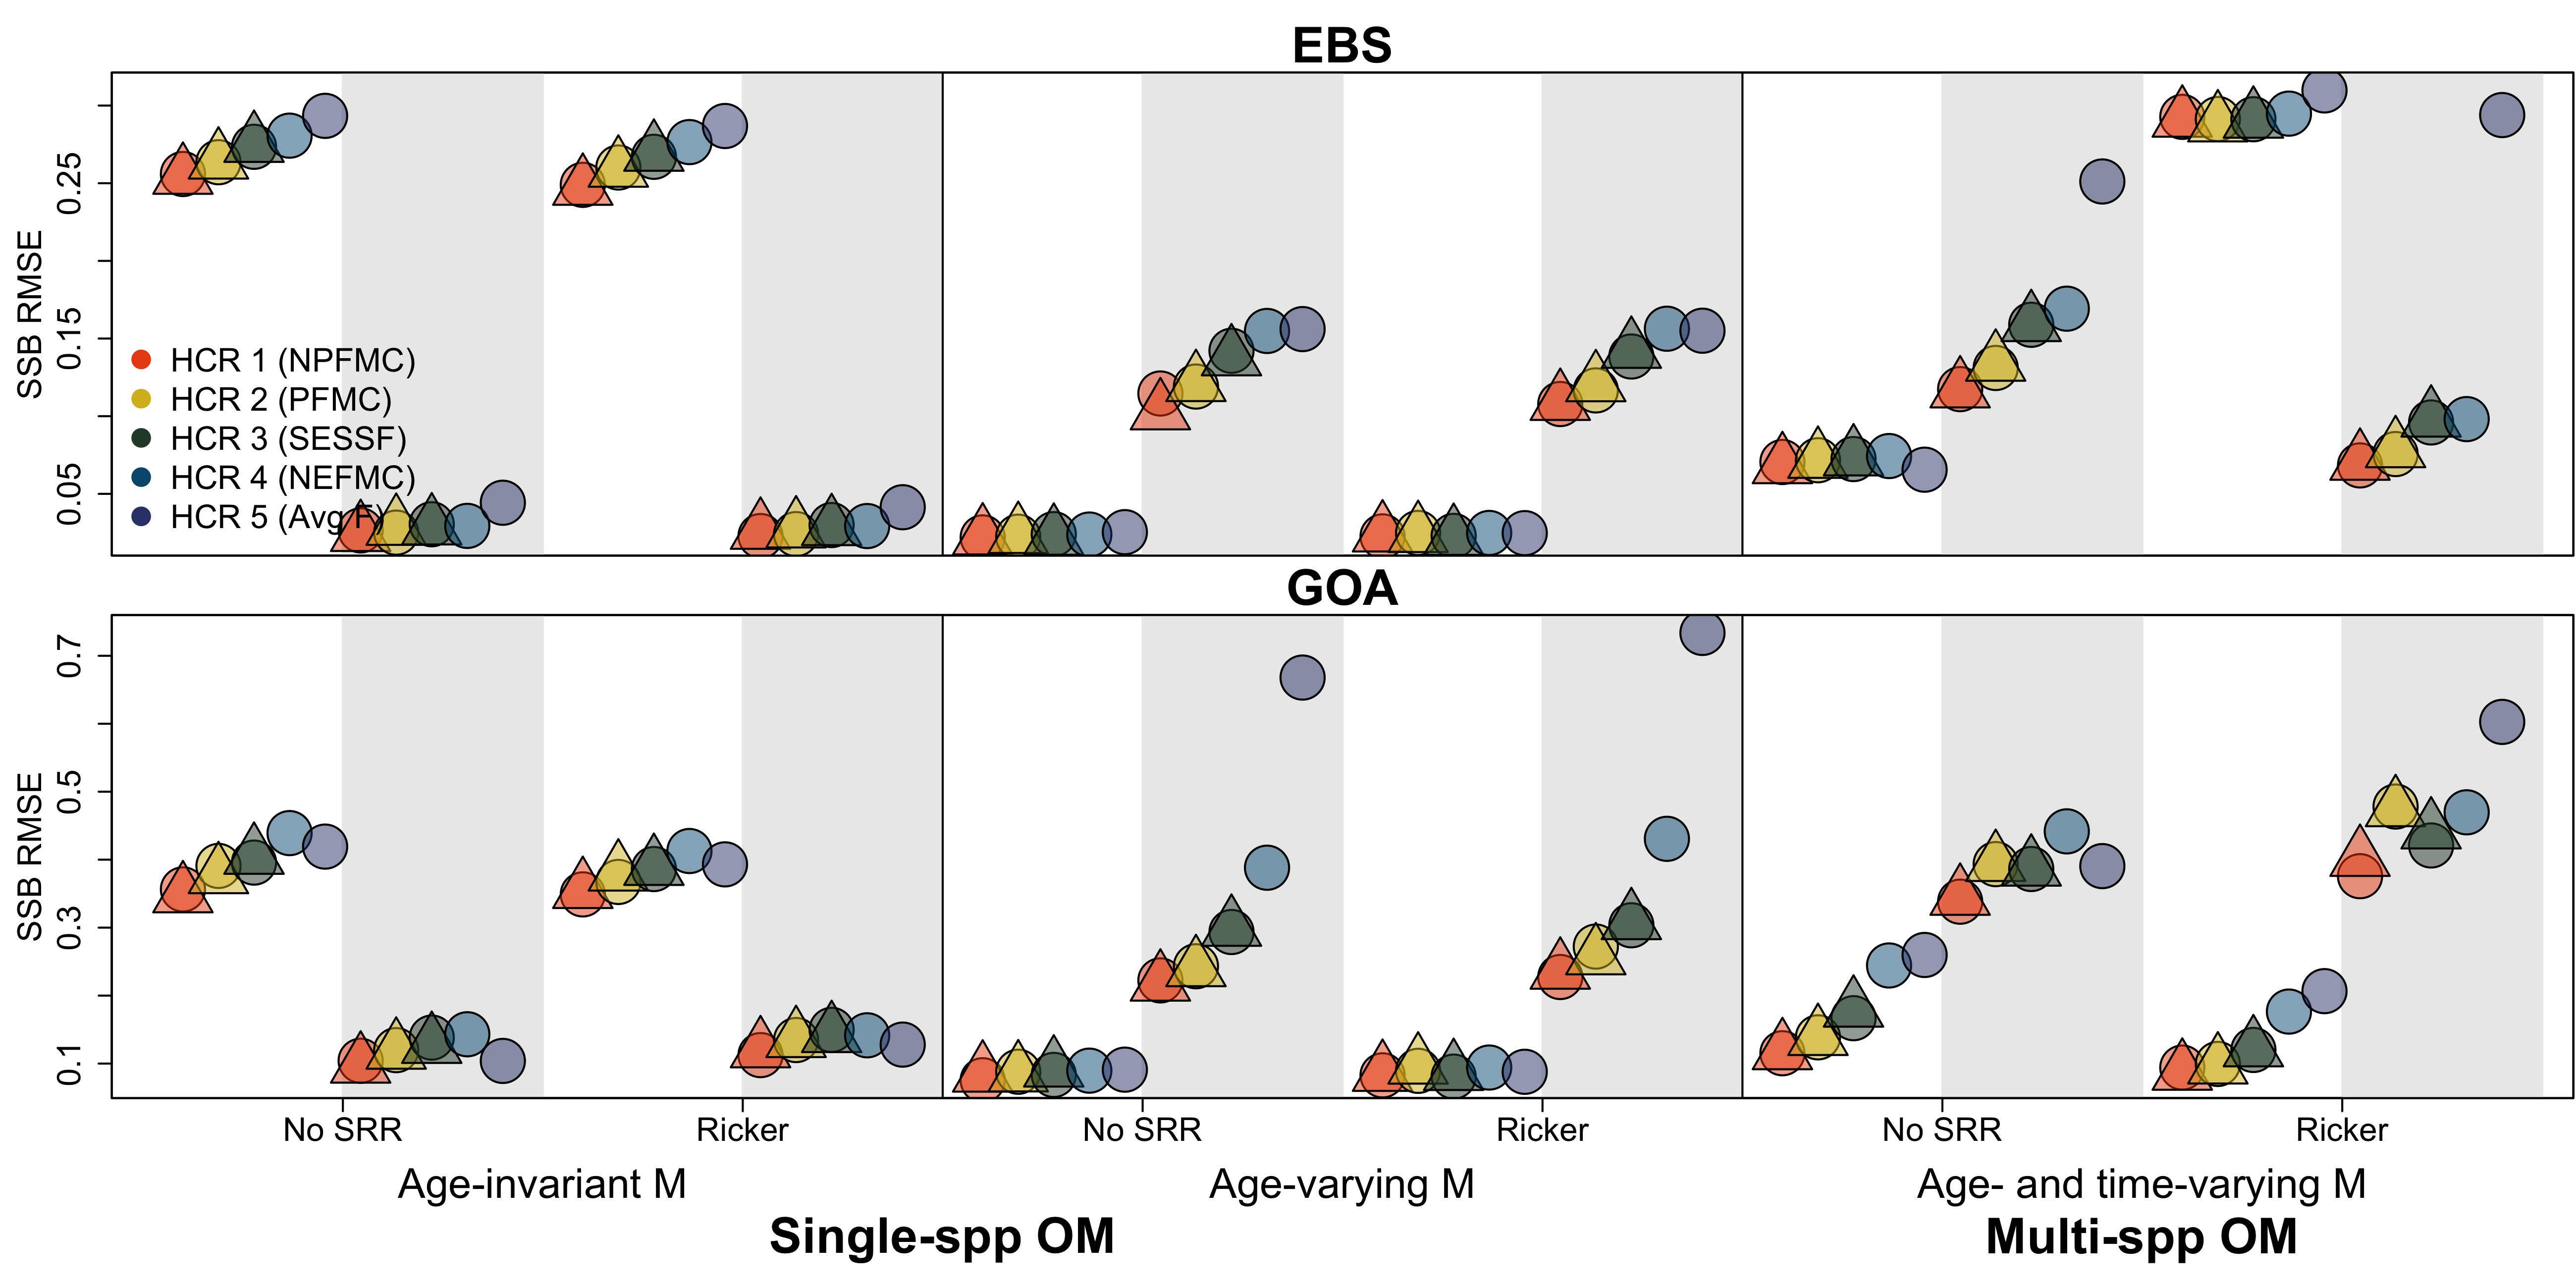 EBS
SSB RMSE
0.25
0.15
0.05
HCR 1 (NPFMC)
HCR 2 (PFMC)
HCR 3 (SESSF)
HCR 4 (NEFMC)
HCR 5 (Avg F)
GOA
SSB RMSE
0.7
0.5
0.3
0.1
No SRR Ricker No SRR Ricker No SRR Ricker
Age-invariant M Age-varying M Age- and time-varying M
Single-spp OM Multi-spp OM